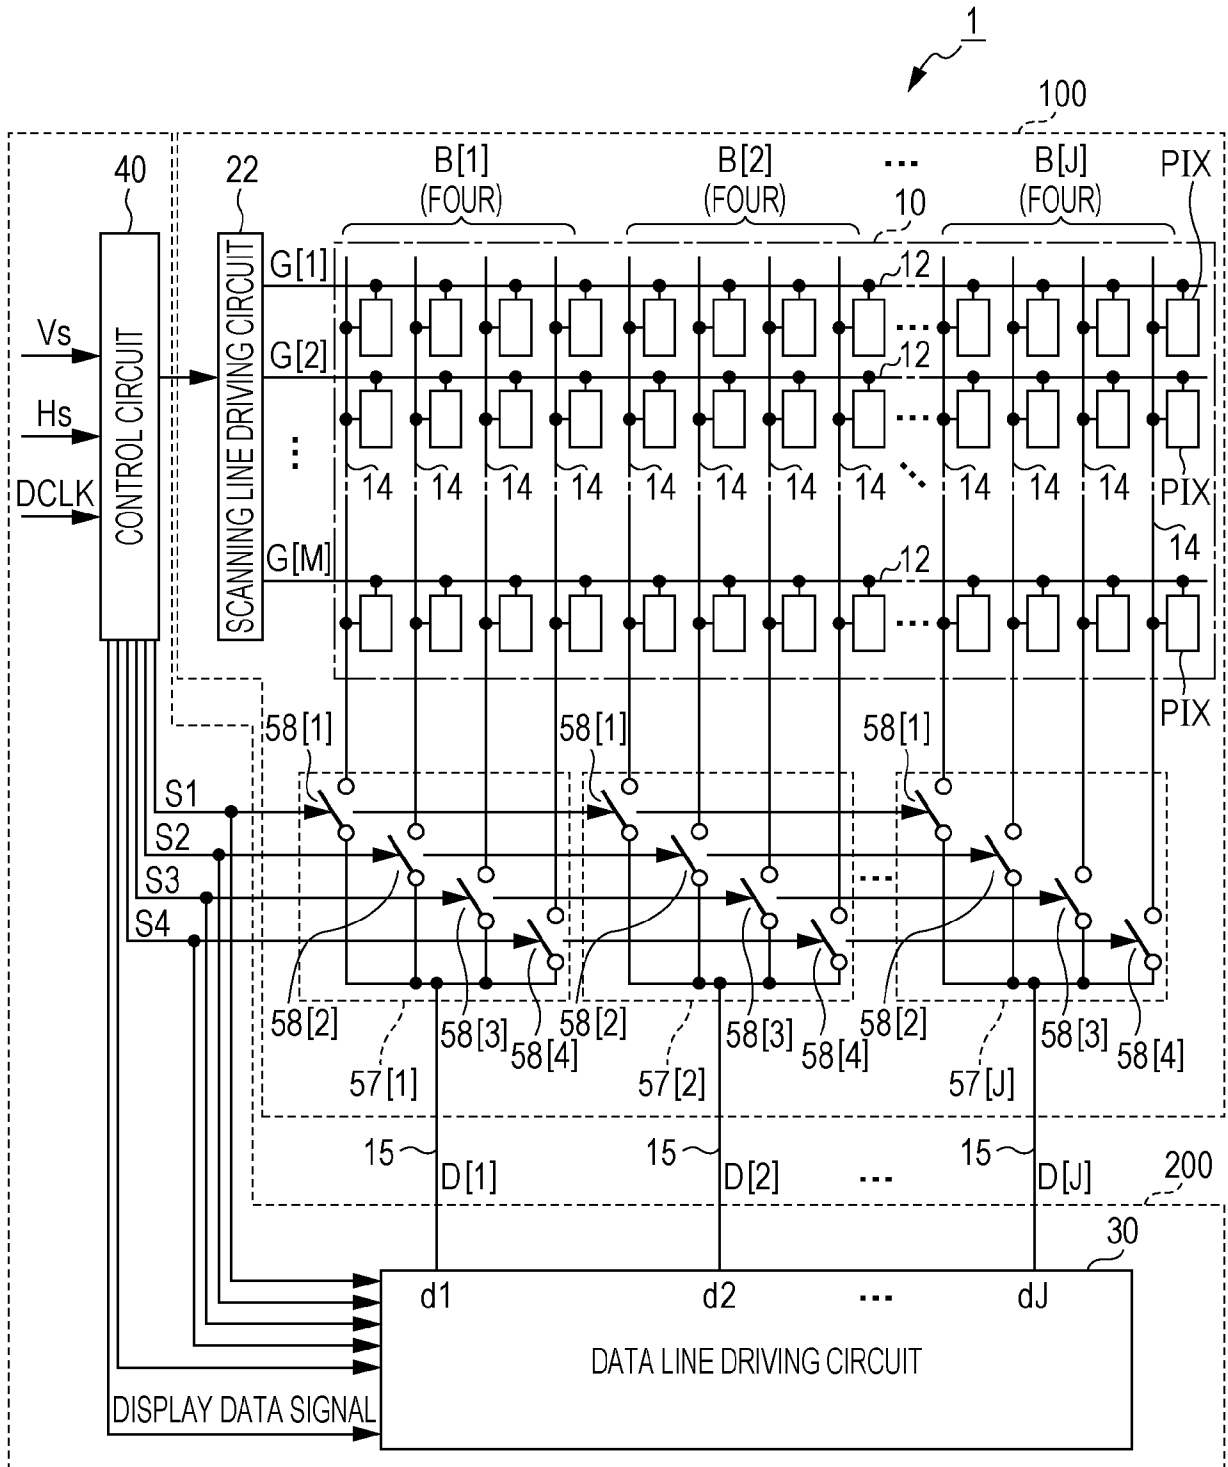 1
100
40
22
B[1]
(FOUR)
B[2]
(FOUR)
...
B[J]
(FOUR)
PIX
10
G[1]
12
Vs
CONTROL CIRCUIT
SCANNING LINE DRIVING CIRCUIT
...
G[2]
12
Hs
...
...
DCLK
14
14
14
14
14
14
14
14
14
14
14
PIX
14
G[M]
12
...
PIX
58[1]
58[1]
58[1]
S1
S2
S3
...
S4
58[2]
58[3]
58[4]
58[2]
58[3]
58[4]
58[2]
58[3]
58[4]
57[1]
57[2]
57[J]
15
15
15
D[1]
D[2]
...
D[J]
200
30
d1
d2
...
dJ
DATA LINE DRIVING CIRCUIT
DISPLAY DATA SIGNAL